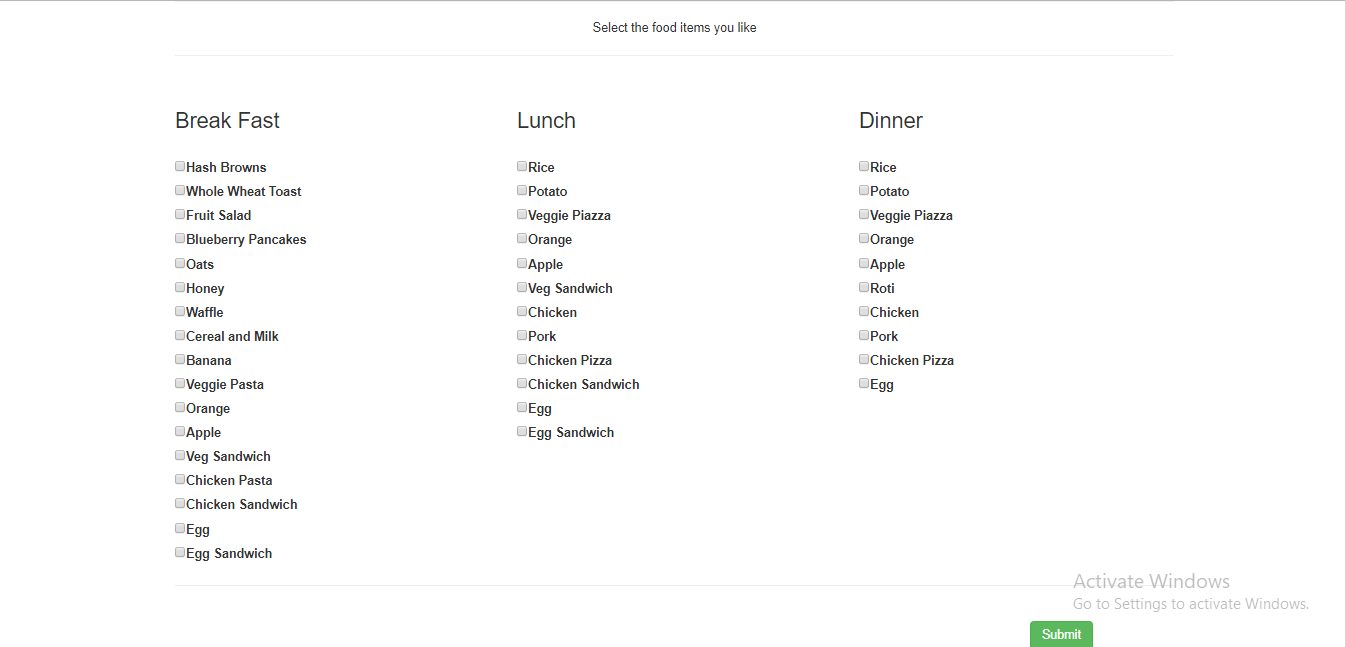 Select the food items you like
Break Fast
Hash Browns
Whole Wheat Toast
Fruit Salad
Blueberry Pancakes
Oats
Honey
Waffle
Cereal and Milk
Banana
Veggie Pasta
Orange
Apple
Veg Sandwich
Chicken Pasta
Chicken Sandwich
Egg
Egg Sandwich
Lunch
Rice
Potato
Veggie Piazza
Orange
Apple
Veg Sandwich
Chicken
Pork
Chicken Pizza
Chicken Sandwich
Egg
Egg Sandwich
Dinner
Rice
Potato
Veggie Piazza
Orange
Apple
Roti
Chicken
Pork
Chicken Pizza
Egg
Activate Windows
Go to Settings to activate Windows.
Submit